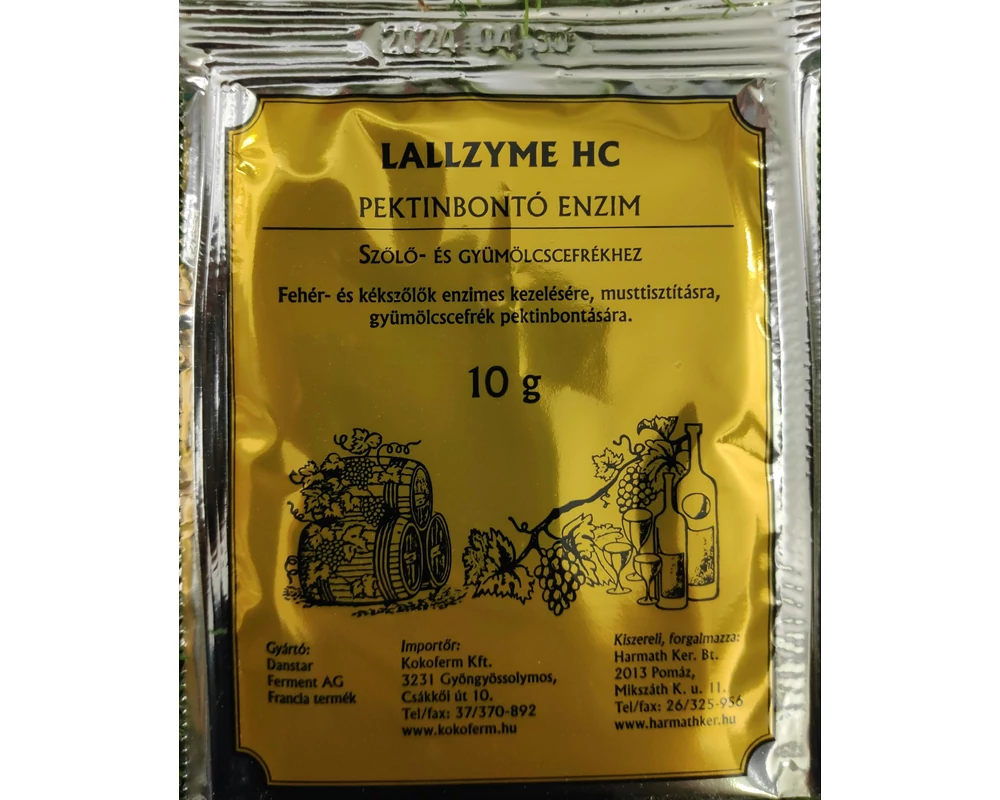 2024 04 30
LALLZYME HC
PEKTINBONTÓ ENZIM
SZŐLŐ- ÉS GYÜMÖLCSCEFRÉKHEZ
Fehér- és kékszőlők enzimes kezelésére, musttisztításra,
gyümölcscefrék pektinbontására.
10 g
Gyártó:
Danstar
Ferment AG
Francia termék
Importőr:
Kokoferm Kft.
3231 Gyöngyössolymos,
Csákkői út 10.
Tel/fax: 37/370-892
www.kokoferm.hu
Kiszereli, forgalmazza:
Harmath Ker. Bt.
2013 Pomáz,
Mikszáth K. u. 11.
Tel/fax: 26/325-956
www.harmathker.hu